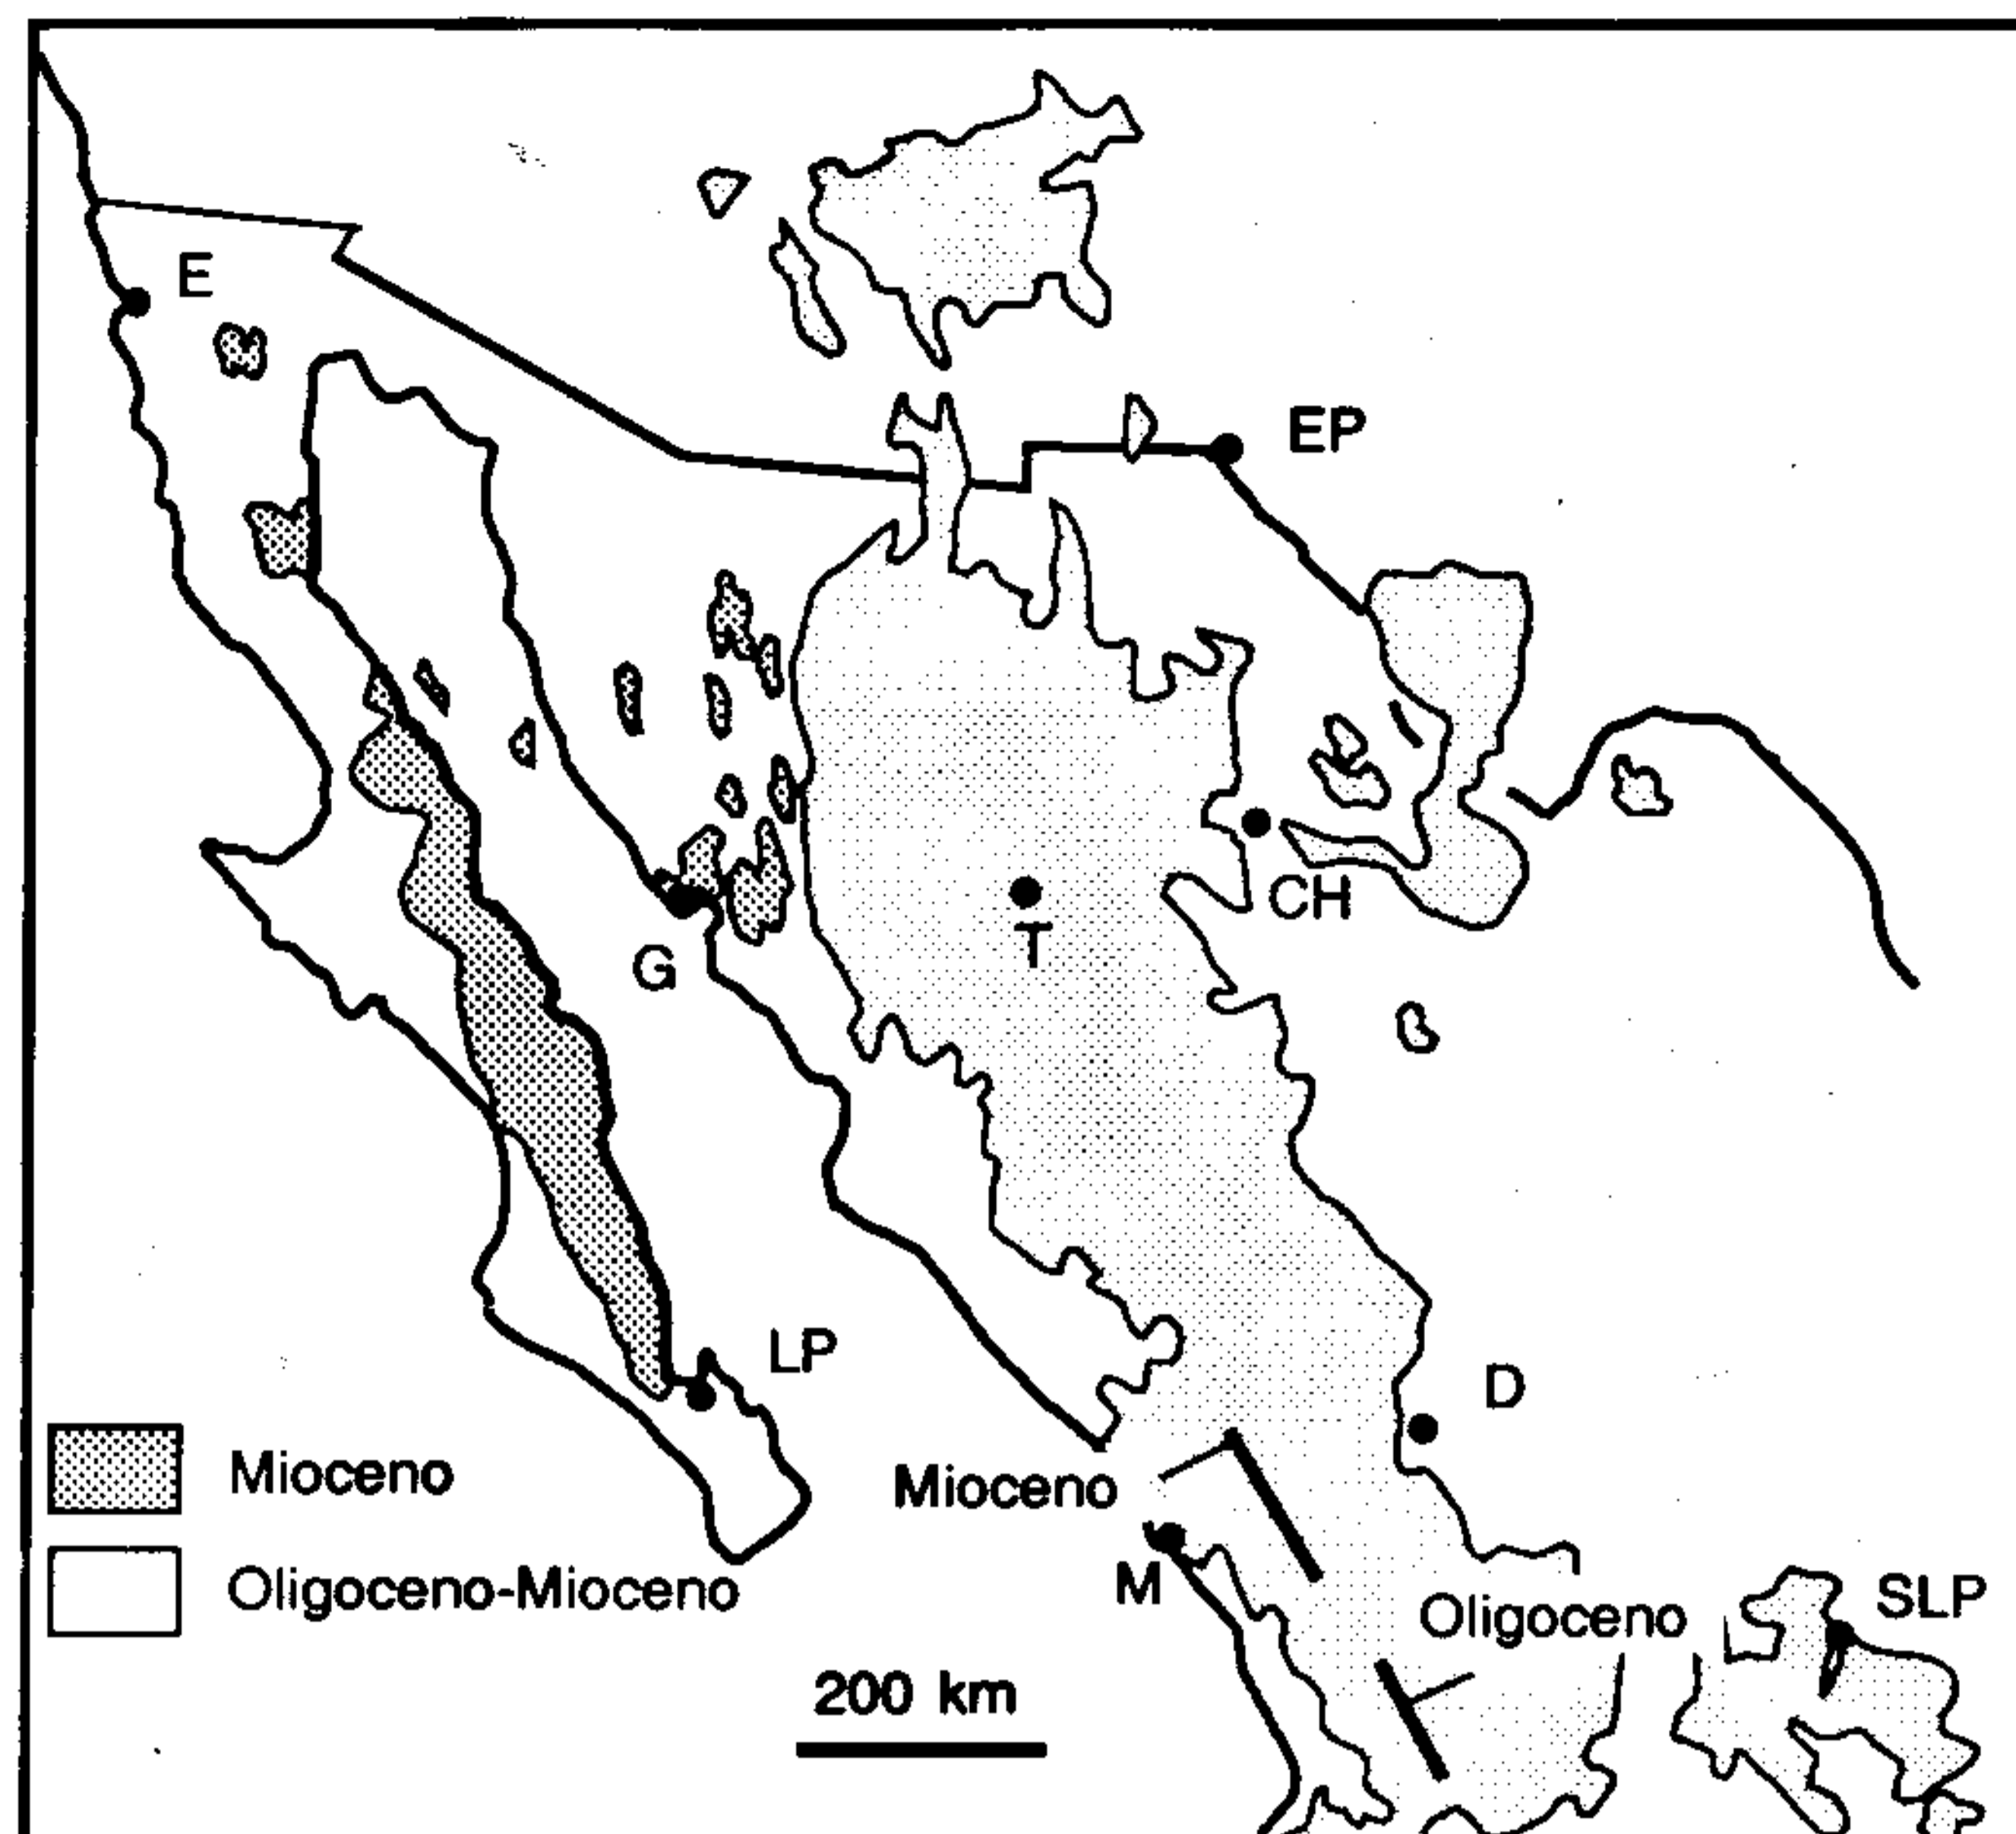 E
EP
CH
T
G
LP
D
Mioceno
Mioceno
Oligoceno-Mioceno
M
Oligoceno
SLP
200 km